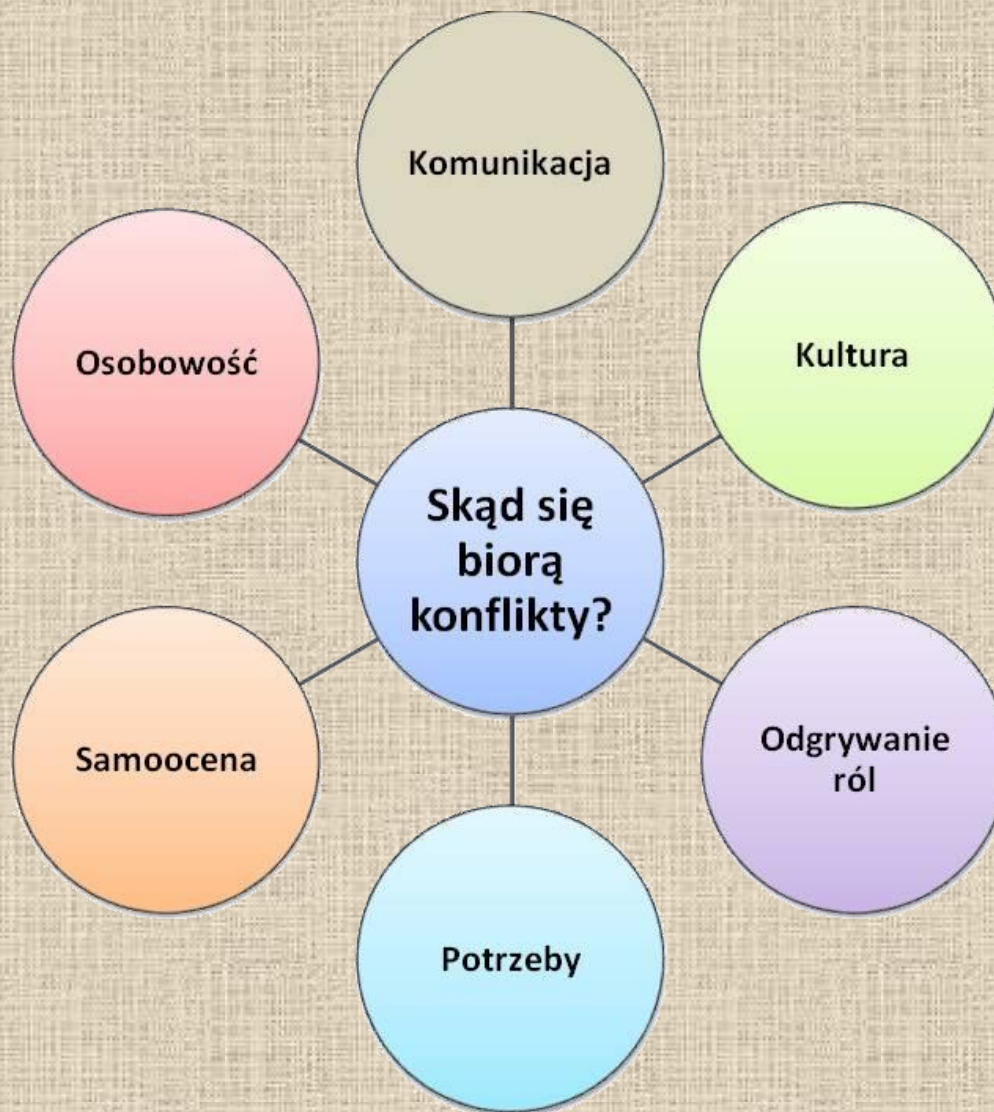 Komunikacja
Kultura
Osobowość
Skąd się
biorą
konflikty?
Odgrywanie
ról
Samoocena
Potrzeby